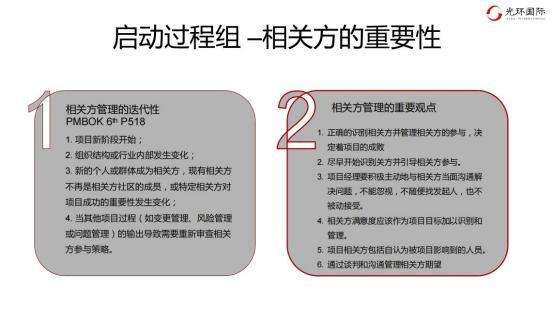 光环国际
启动过程组 –相关方的重要性
1
相关方管理的迭代性
PMBOK 6th P518
1. 项目新阶段开始；
2. 组织结构或行业内部发生变化；
3. 新的个人或群体成为相关方，现有相关方
不再是相关方社区的成员，或特定相关方对
项目成功的重要性发生变化；
4. 当其他项目过程（如变更管理、风险管理
或问题管理）的输出导致需要重新审查相关
方参与策略。
2
相关方管理的重要观点
1. 正确的识别相关方并管理相关方的参与，决
定着项目的成败
2. 尽早开始识别相关方并引导相关方参与。
3. 项目经理要积极主动地与相关方当面沟通解
决问题，不能忽视，不随便找发起人，也不
被动接受。
4. 相关方满意度应该作为项目目标加以识别和
管理。
5. 项目相关方包括自认为被项目影响到的人员。
6. 通过谈判和沟通管理相关方期望